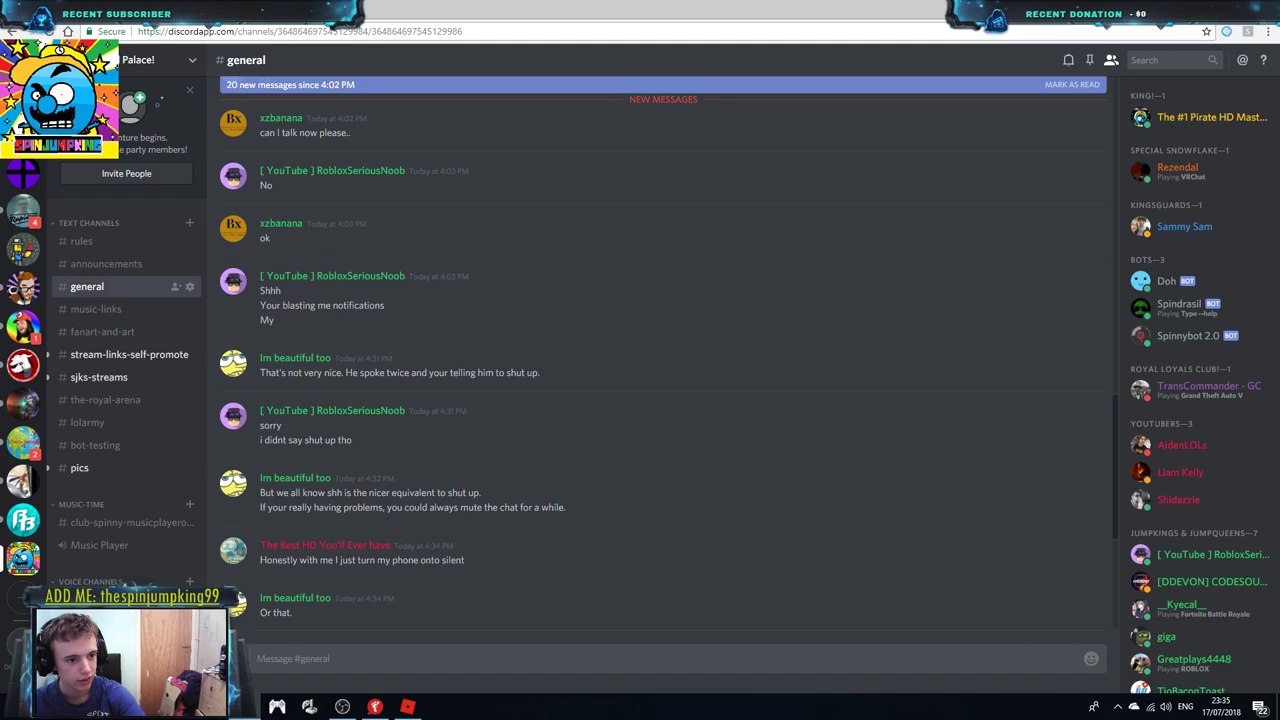 RECENT SUBSCRIBER
RECENT DONATION - $0
Secure
https://discordapp.com/channels/364864697545129984/364864697545129986
Palace!
# general
Search
20 new messages since 4:02 PM
MARK AS READ
NEW MESSAGES
SPINJUMPKING
nture begins.
party members!
Invite People
TEXT CHANNELS
# rules
# announcements
# general
# music-links
# fanart-and-art
# stream-links-self-promote
# sjks-streams
# the-royal-arena
# lolarmy
# bot-testing
# pics
MUSIC-TIME
# club-spinny-musicplayero...
Music Player
VOICE CHANNELS
4
1
2
ADD ME: thespinjumpking99
xzbanana Today at 4:02 PM
can I talk now please..
[ YouTube ] RobloxSeriousNoob Today at 4:03 PM
No
xzbanana Today at 4:03 PM
ok
[ YouTube ] RobloxSeriousNoob Today at 4:03 PM
Shhh
Your blasting me notifications
My
Im beautiful too Today at 4:31 PM
That's not very nice. He spoke twice and your telling him to shut up.
[ YouTube ] RobloxSeriousNoob Today at 4:31 PM
sorry
i didnt say shut up tho
Im beautiful too Today at 4:32 PM
But we all know shh is the nicer equivalent to shut up.
If your really having problems, you could always mute the chat for a while.
The Best HD You'll Ever have Today at 4:34 PM
Honestly with me I just turn my phone onto silent
Im beautiful too Today at 4:34 PM
Or that.
Message #general
KING!—1
The #1 Pirate HD Mast...
SPECIAL SNOWFLAKE—1
Rezendal
Playing VRChat
KINGSGUARDS—1
Sammy Sam
BOTS—3
Doh BOT
Spindrasil BOT
Playing Type --help
Spinnybot 2.0 BOT
ROYAL LOYALS CLUB!—1
TransCommander - GC
Playing Grand Theft Auto V
YOUTUBERS—3
AidenLOLs
Liam Kelly
Shidazzle
JUMPKINGS & JUMPQUEENS—7
[ YouTube ] RobloxSeri...
[DDEVON] CODESOU...
__Kyecal__
Playing Fortnite Battle Royale
giga
Greatplays4448
Playing ROBLOX
TioBaconToast
ENG
23:35
17/07/2018
22